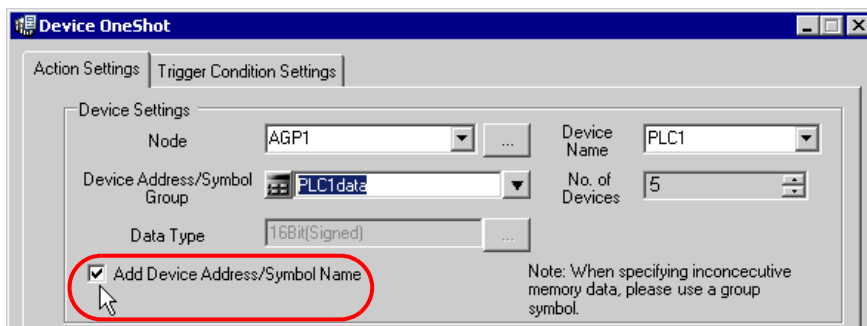 Device OneShot
Action Settings
Trigger Condition Settings
Device Settings
Node
AGP1
...
Device
Name
PLC1
Device Address/Symbol
Group
PLC1data
No. of
Devices
5
Data Type
16Bit(Signed)
...
Add Device Address/Symbol Name
Note: When specifying inconcecutive
memory data, please use a group
symbol.